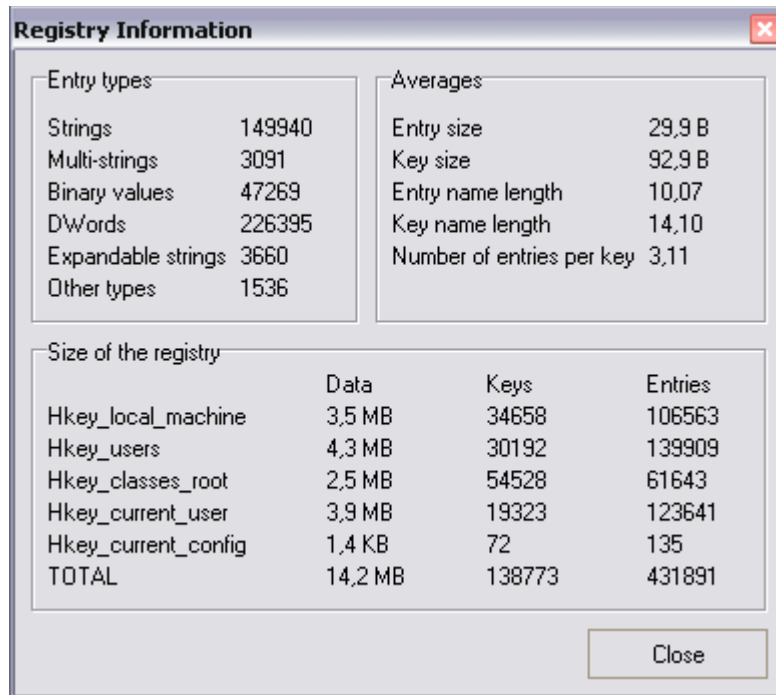 Registry Information
Entry types
Strings 149940
Multi-strings 3091
Binary values 47269
DWords 226395
Expandable strings 3660
Other types 1536
Averages
Entry size 29,9 B
Key size 92,9 B
Entry name length 10,07
Key name length 14,10
Number of entries per key 3,11
Size of the registry
Data Keys Entries
Hkey_local_machine 3,5 MB 34658 106563
Hkey_users 4,3 MB 30192 139909
Hkey_classes_root 2,5 MB 54528 61643
Hkey_current_user 3,9 MB 19323 123641
Hkey_current_config 1,4 KB 72 135
TOTAL 14,2 MB 138773 431891
Close